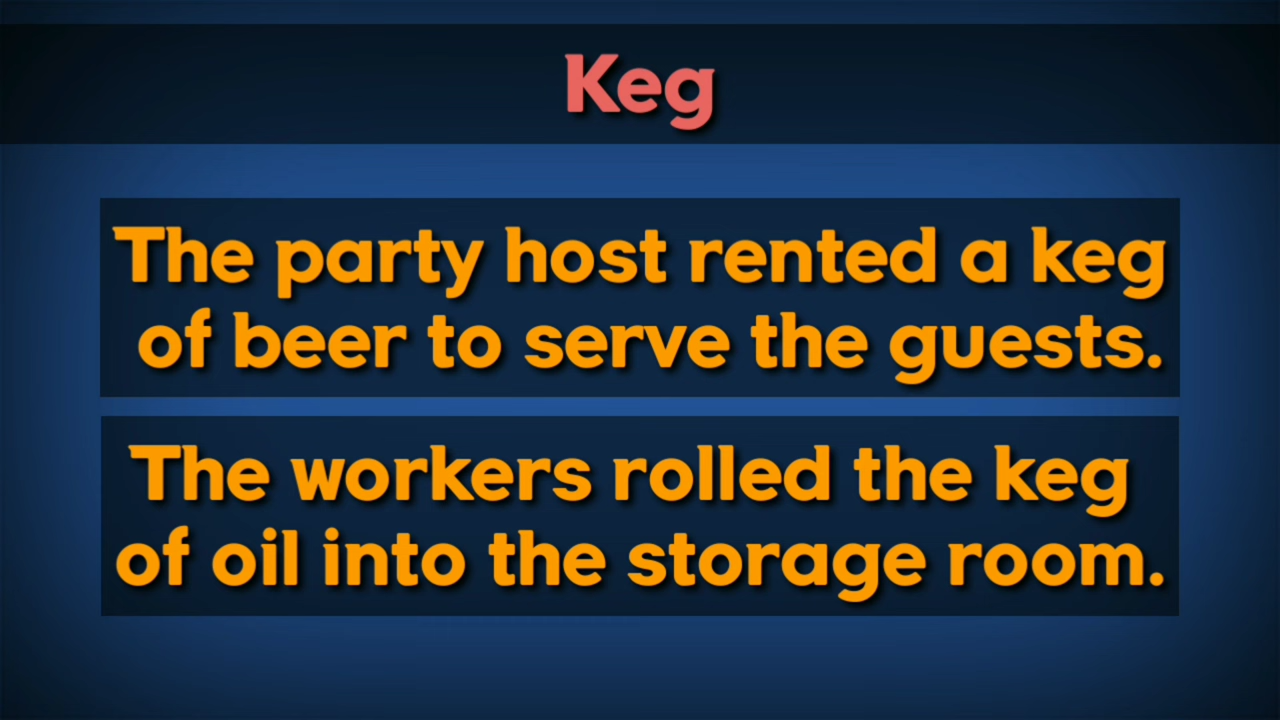 Keg
The party host rented a keg
of beer to serve the guests.
The workers rolled the keg
of oil into the storage room.